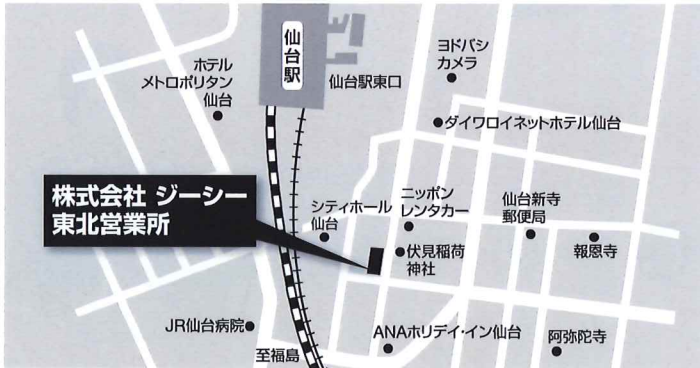 仙台駅
ホテル
メトロポリタン
仙台
仙台駅東口
ヨドバシ
カメラ
ダイワロイネットホテル仙台
株式会社 ジーシー
東北営業所
シティホール
仙台
ニッポン
レンタカー
仙台新寺
郵便局
伏見稲荷
神社
報恩寺
JR仙台病院
至福島
ANAホリデイ・イン仙台
阿弥陀寺